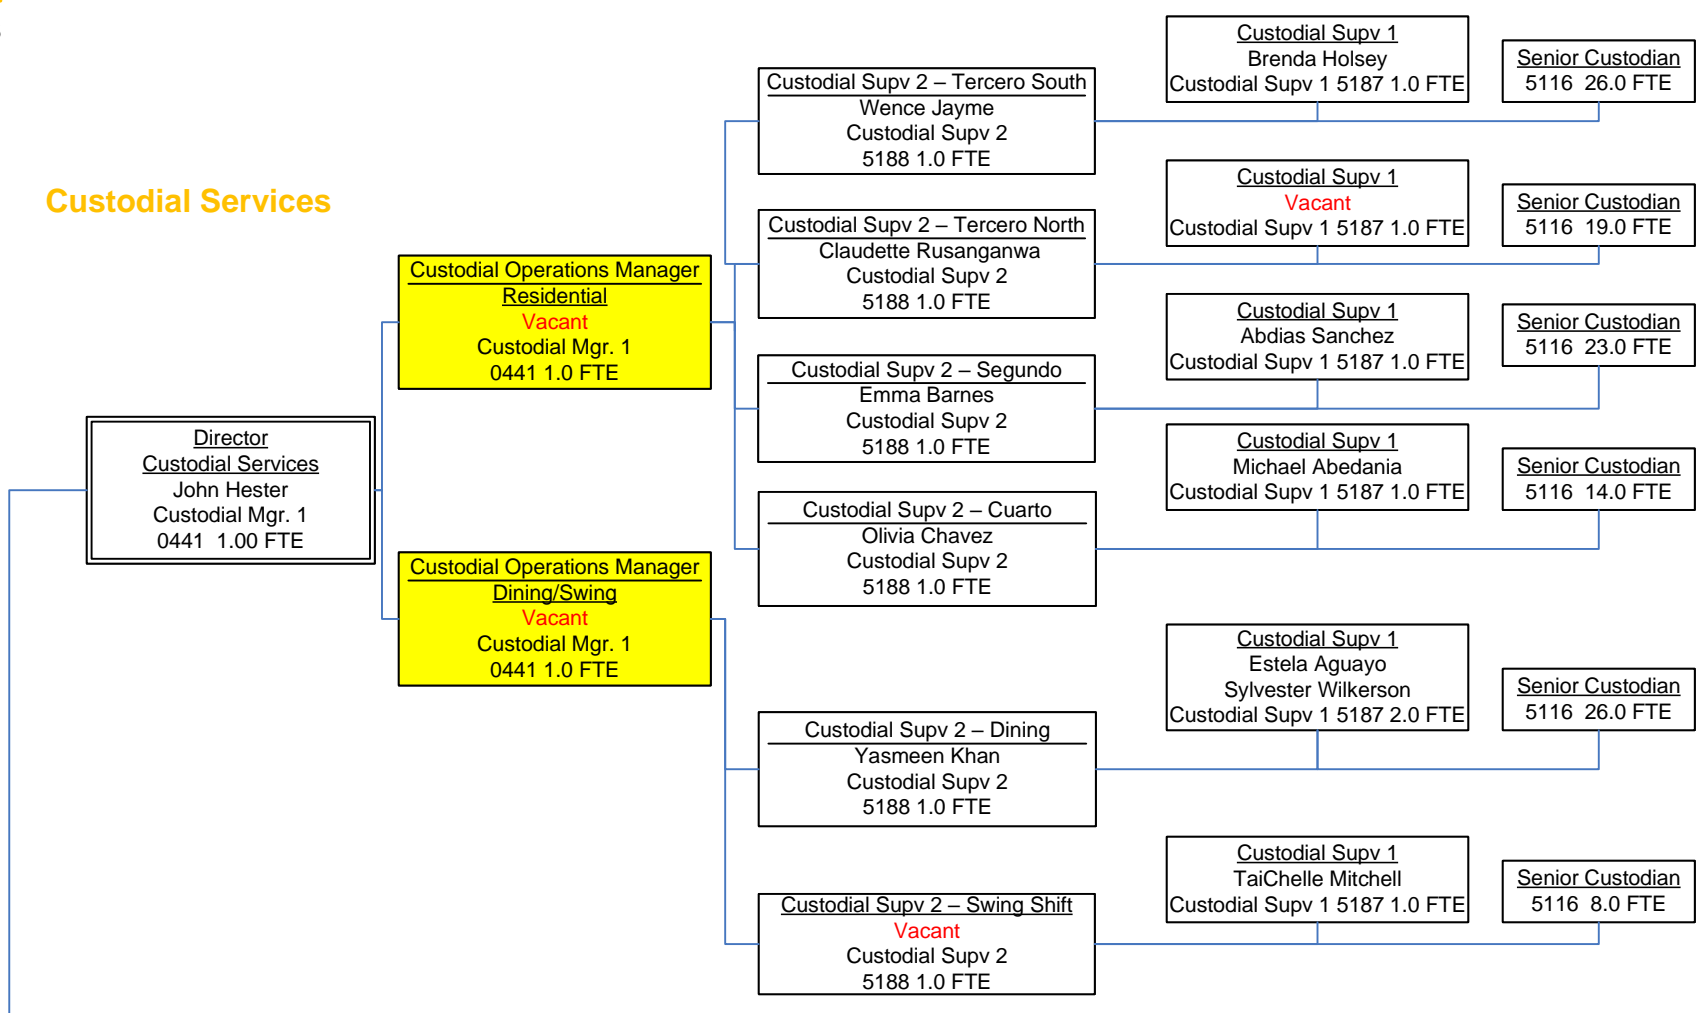 Custodial Services
Director
Custodial Services
John Hester
Custodial Mgr. 1
0441  1.00 FTE
Custodial Operations Manager
Residential
Vacant
Custodial Mgr. 1
0441 1.0 FTE
Custodial Operations Manager
Dining/Swing
Vacant
Custodial Mgr. 1
0441 1.0 FTE
Custodial Supv 2 – Tercero South
Wence Jayme
Custodial Supv 2
5188 1.0 FTE
Custodial Supv 2 – Tercero North
Claudette Rusanganwa
Custodial Supv 2
5188 1.0 FTE
Custodial Supv 2 – Segundo
Emma Barnes
Custodial Supv 2
5188 1.0 FTE
Custodial Supv 2 – Cuarto
Olivia Chavez
Custodial Supv 2
5188 1.0 FTE
Custodial Supv 2 – Dining
Yasmeen Khan
Custodial Supv 2
5188 1.0 FTE
Custodial Supv 2 – Swing Shift
Vacant
Custodial Supv 2
5188 1.0 FTE
Custodial Supv 1
Brenda Holsey
Custodial Supv 1 5187 1.0 FTE
Custodial Supv 1
Vacant
Custodial Supv 1 5187 1.0 FTE
Custodial Supv 1
Abdias Sanchez
Custodial Supv 1 5187 1.0 FTE
Custodial Supv 1
Michael Abedania
Custodial Supv 1 5187 1.0 FTE
Custodial Supv 1
Estela Aguayo
Sylvester Wilkerson
Custodial Supv 1 5187 2.0 FTE
Custodial Supv 1
TaiChelle Mitchell
Custodial Supv 1 5187 1.0 FTE
Senior Custodian
5116  26.0 FTE
Senior Custodian
5116  19.0 FTE
Senior Custodian
5116  23.0 FTE
Senior Custodian
5116  14.0 FTE
Senior Custodian
5116  26.0 FTE
Senior Custodian
5116  8.0 FTE